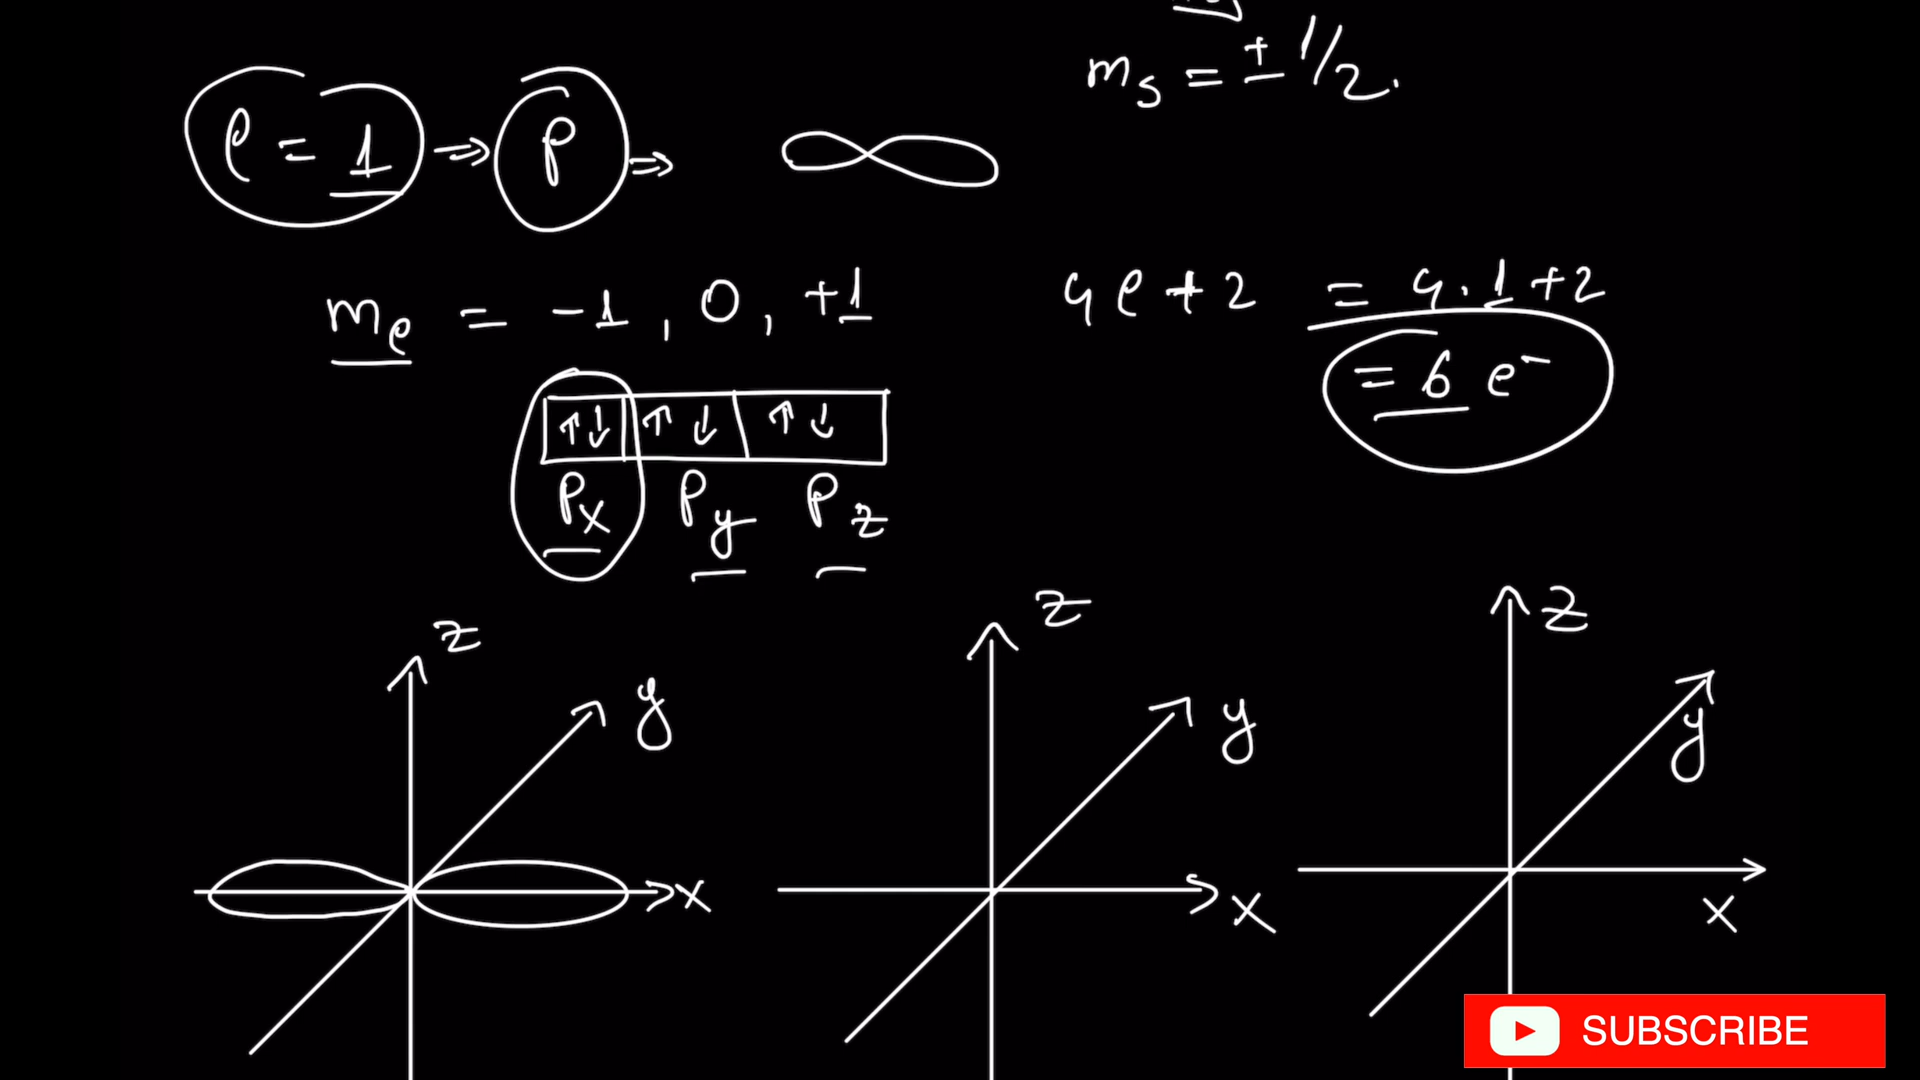 mₛ = ± 1/2.
ℓ = 1 ⇒ p ⇒
mℓ = -1, 0, +1
4ℓ + 2 = 4.1 + 2
= 6 e⁻
↑↓ ↑↓ ↑↓
Px Py Pz
z y x
z y x
z y x
SUBSCRIBE